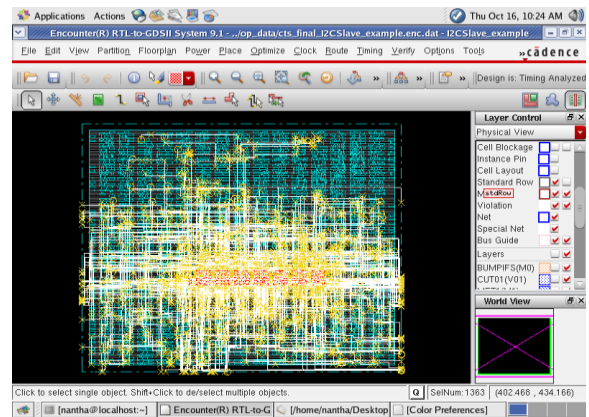 Applications Actions Thu Oct 16, 10:24 AM
Encounter(R) RTL-to-GDSII System 9.1 - ../op_data/cts_final_I2CSlave_example.enc.dat - I2CSlave_example
File Edit View Partition Floorplan Power Place Optimize Clock Route Timing Verify Options Tools » cādence
» » » Design is: Timing Analyzed
Layer Control
Physical View
Cell Blockage
Instance Pin
Cell Layout
Standard Row
stdRow
Violation
Net
Special Net
Bus Guide
Layers
BUMPIFS(M0)
CUT01(V01)
World View
Click to select single object. Shift+Click to de/select multiple objects. Q SelNum:1363 (402.468 , 434.166)
[nantha@localhost:~] Encounter(R) RTL-to-G [/home/nantha/Desktop [Color Preferences]